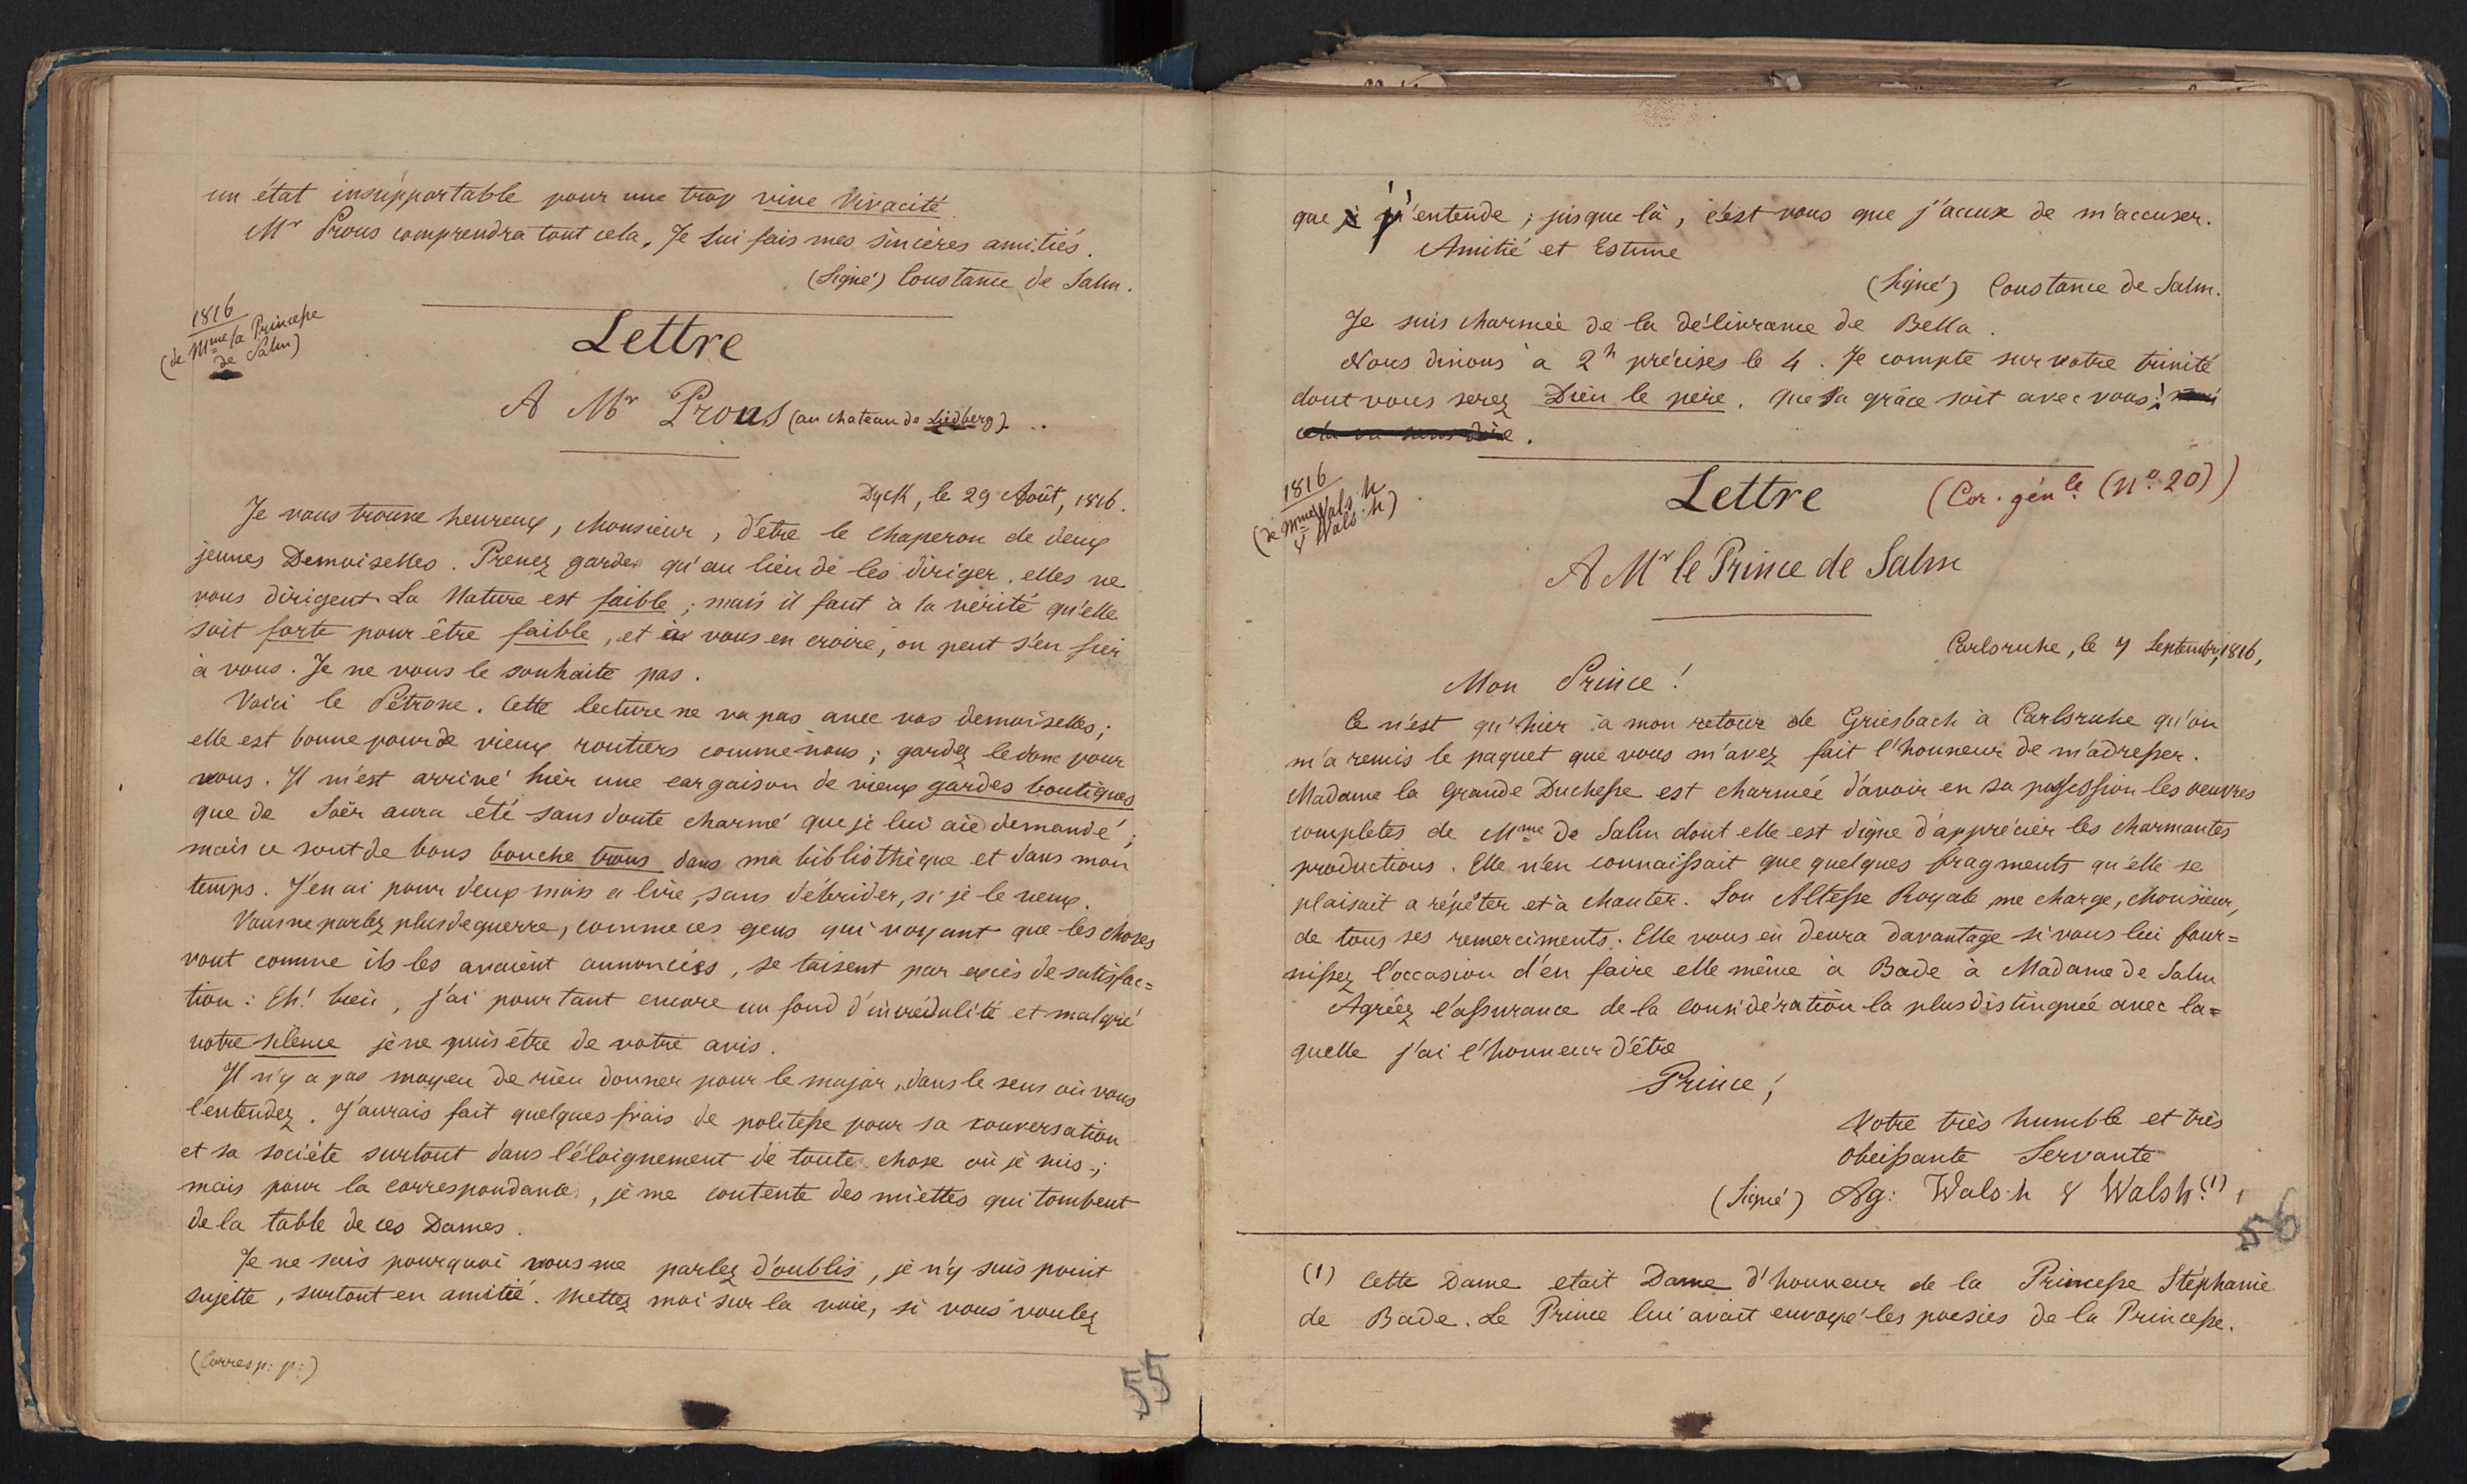 un état insupportable pour une trop vive vivacité.
Mr Prous comprendra tout cela. Je lui fais mes sincères amitiés.
(Signé) Constance de Salm.
1816
(de Mme la Princesse
de Salm)
Lettre
A Mr Prous (au chateau de Liedberg)
Dyck, le 29 Août, 1816.
Je vous trouve heureux, Monsieur, d'être le chaperon de deux
jeunes Demoiselles. Prenez garde qu'au lieu de les diriger, elles ne
vous dirigent. La Nature est faible; mais il faut à la vérité qu'elle
soit forte pour être faible, et à vous en croire, on peut s'en fier
à vous. Je ne vous le souhaite pas.
Voici le Pétrone. Cette lecture ne va pas avec vos demoiselles;
elle est bonne pour de vieux routiers comme nous; gardez le donc pour
vous. Il m'est arrivé hier une cargaison de vieux gardes boutiques
que de Soër aura été sans doute charmé que je lui aie demandé;
mais ce sont de bons bouche trous dans ma bibliothèque et dans mon
temps. J'en ai pour deux mois a lire, sans débrider, si je le veux.
Vous ne parlez plus de guerre, comme ces gens qui voyant que les choses
vont comme ils les avaient annoncées, se taisent par excès de satisfac=
tion: Eh! bien, j'ai pourtant encore un fond d'incrédulité et malgré
votre silence je ne puis être de votre avis.
Il n'y a pas moyen de rien donner pour le major, dans le sens où vous
l'entendez. J'aurais fait quelques frais de politesse pour sa conversation
et sa société surtout dans l'éloignement de toute chose où je suis;
mais pour la correspondance, je me contente des miettes qui tombent
de la table de ces Dames.
Je ne sais pourquoi vous me parlez d'oublis, je n'y suis point
sujette, surtout en amitié. Mettez moi sur la voie, si vous voulez
(Corresp: p:)
55
que j'entende; jusque là, c'est vous que j'accuse de m'accuser.
Amitié et Estime
(Signé) Constance de Salm.
Je suis charmée de la délivrance de Bella.
Nous dinons à 2h précises le 4. Je compte sur votre trinité
dont vous serez Dieu le père. Que sa grâce soit avec vous!
cela va sans dire.
1816
(de Mme Wals.h
& Wals.h)
Lettre (Cor. génle (No 20))
A Mr le Prince de Salm
Carlsruhe, le 7 Septembre, 1816,
Mon Prince!
Ce n'est qu'hier à mon retour de Griesbach à Carlsruhe qu'on
m'a remis le paquet que vous m'avez fait l'honneur de m'adresser.
Madame la Grande Duchesse est charmée d'avoir en sa possession les oeuvres
completes de Mme de Salm dont elle est digne d'apprécier les charmantes
productions. Elle n'en connaissait que quelques fragments qu'elle se
plaisait a répéter et à chanter. Son Altesse Royale me charge, Monsieur,
de tous ses remerciments. Elle vous en devra davantage si vous lui four=
nissez l'occasion d'en faire elle même à Bade à Madame de Salm
Agréez l'assurance de la considération la plus distinguée avec la=
quelle j'ai l'honneur d'être
Prince;
Votre très humble et très
obeissante Servante
(Signé) Ag: Wals.h & Walsh (1)
56
(1) Cette Dame etait Dame d'honneur de la Princesse Stéphanie
de Bade. Le Prince lui avait envoyé les poesies de la Princesse.